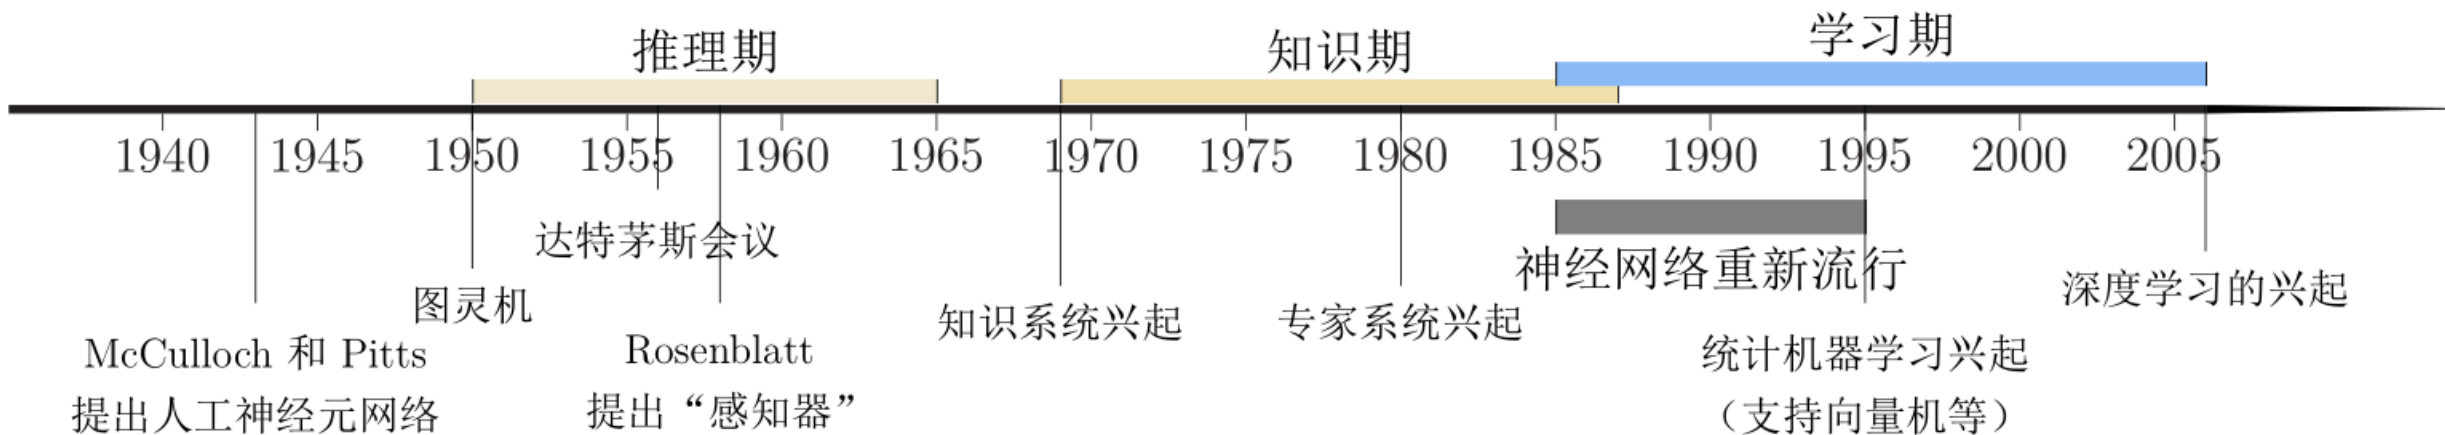 推理期
知识期
学习期
1940 1945 1950 1955 1960 1965 1970 1975 1980 1985 1990 1995 2000 2005
达特茅斯会议
神经网络重新流行
深度学习的兴起
图灵机
知识系统兴起
专家系统兴起
McCulloch 和 Pitts
提出人工神经元网络
Rosenblatt
提出“感知器”
统计机器学习兴起
（支持向量机等）